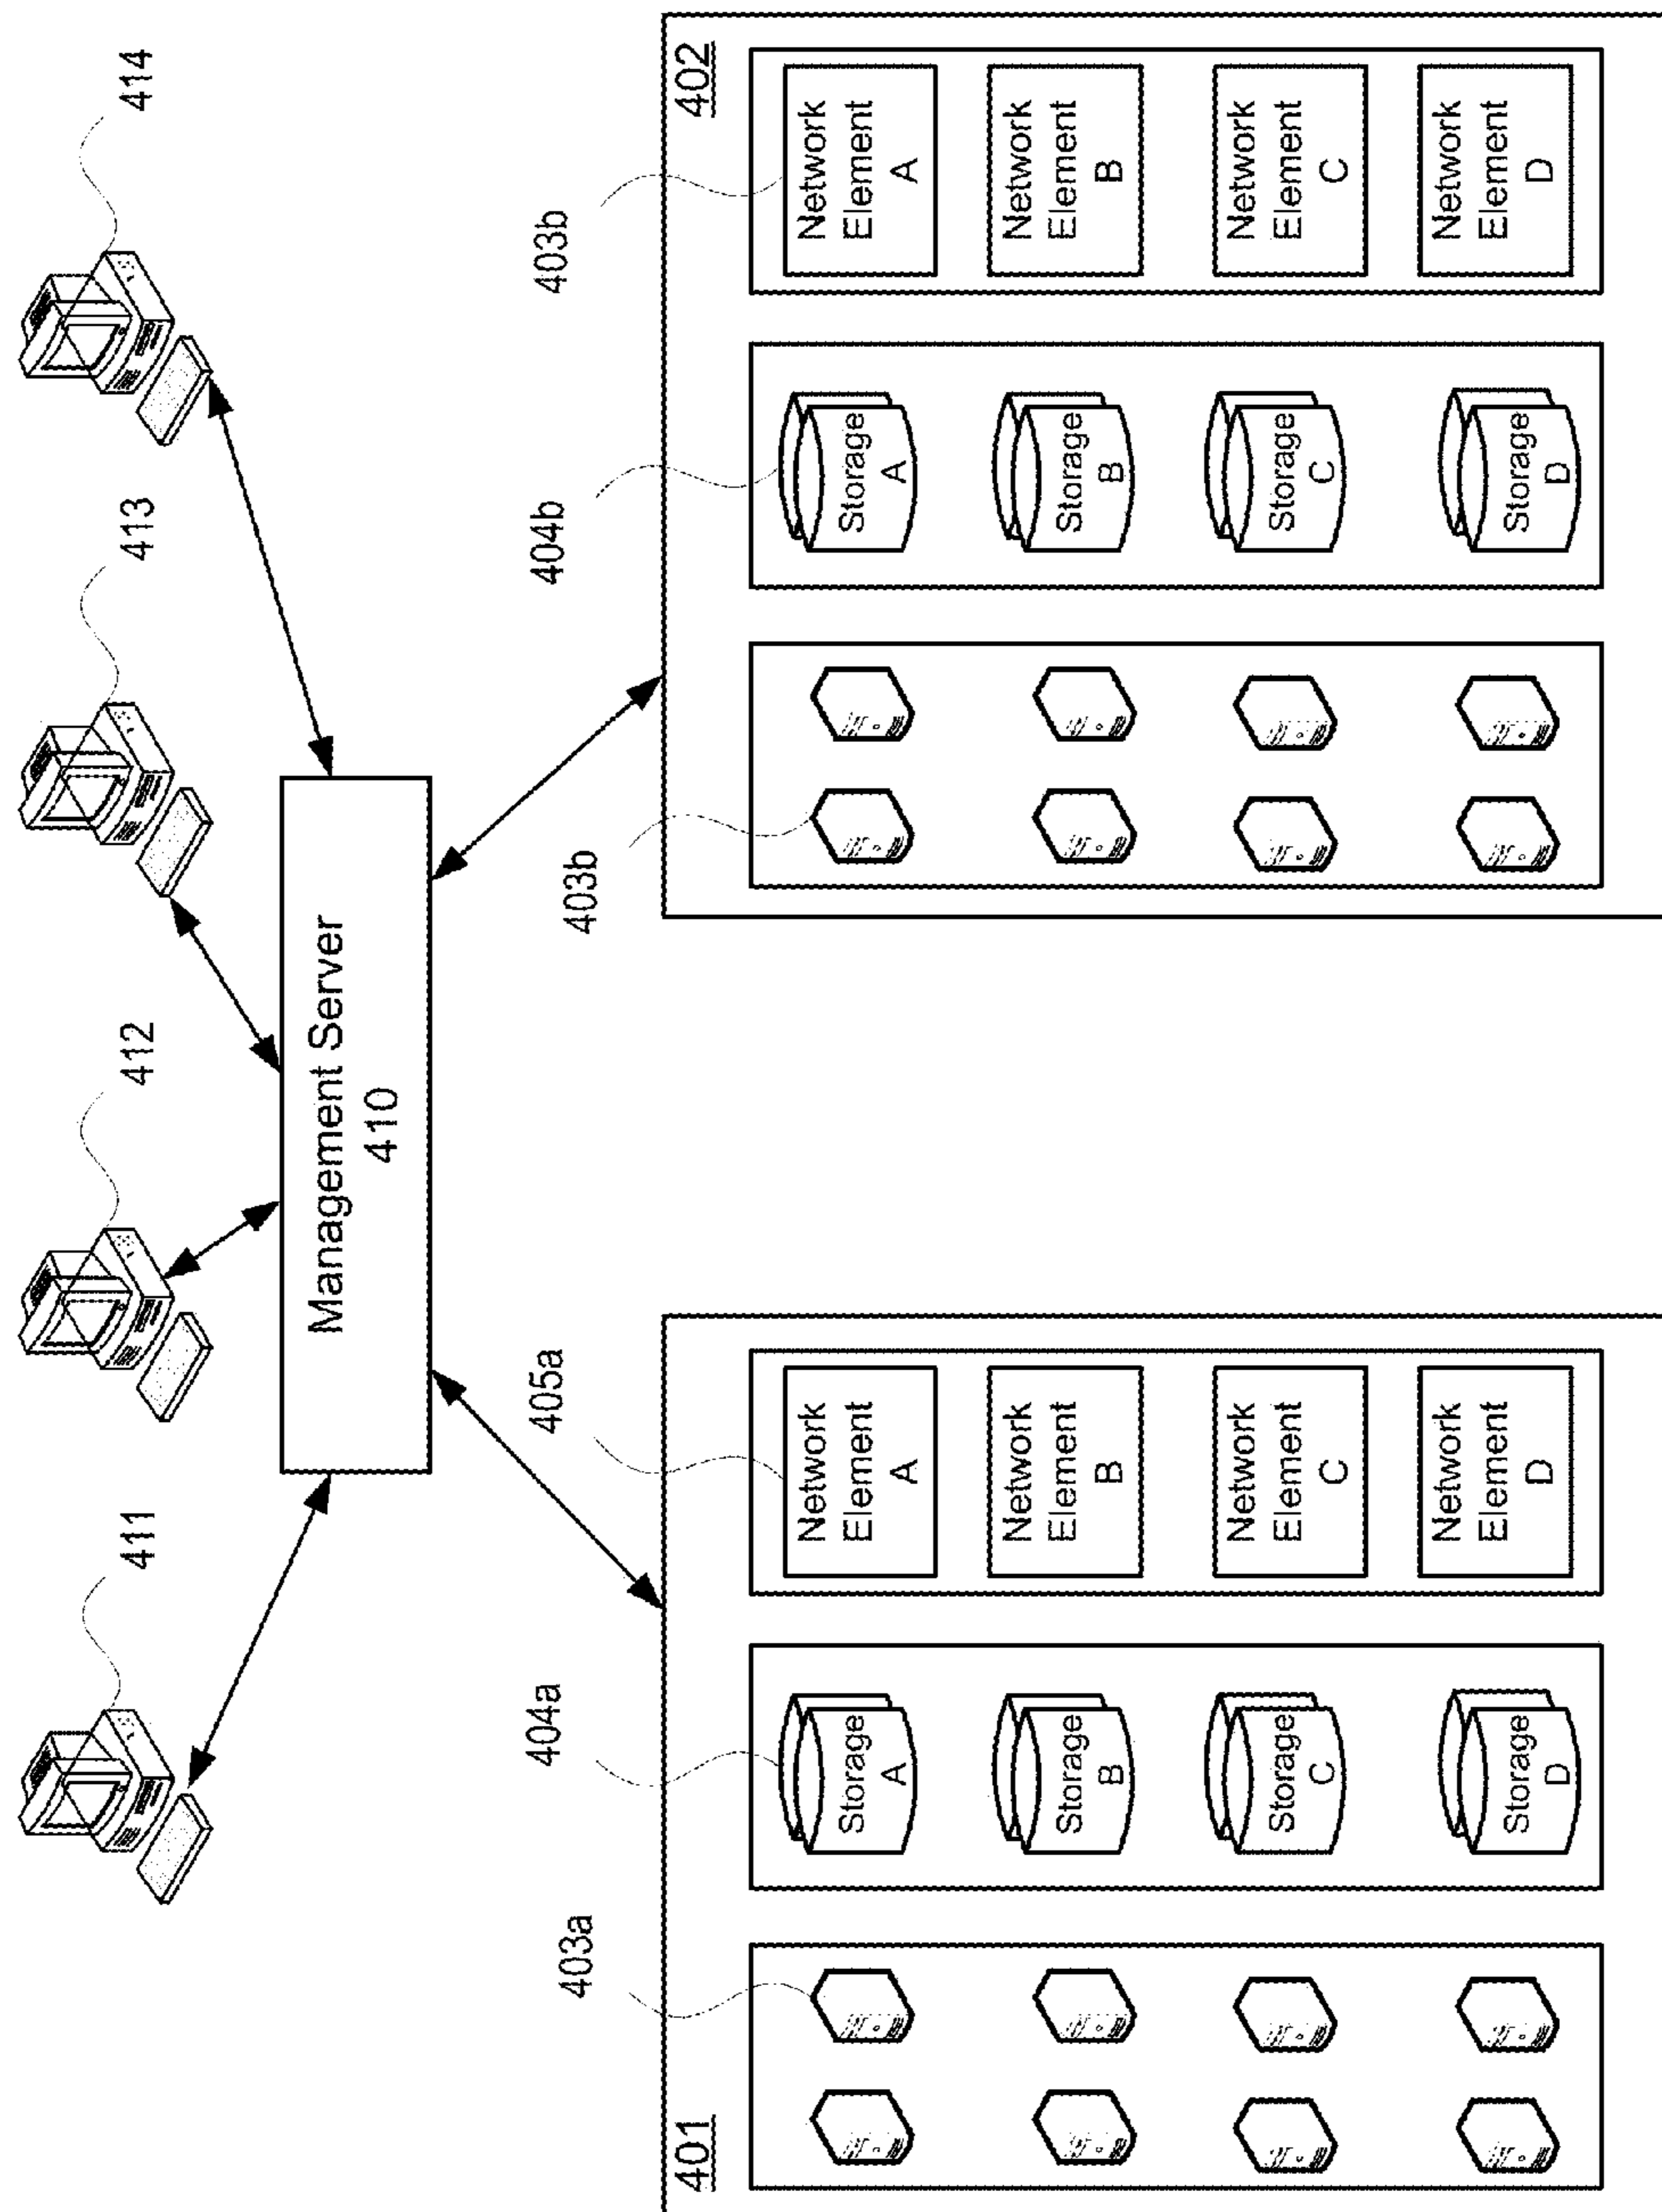 411
412
413
414
Management Server
410
401
403a
404a
405a
Storage
A
Storage
B
Storage
C
Storage
D
Network
Element
A
Network
Element
B
Network
Element
C
Network
Element
D
402
403b
404b
403b
Storage
A
Storage
B
Storage
C
Storage
D
Network
Element
A
Network
Element
B
Network
Element
C
Network
Element
D